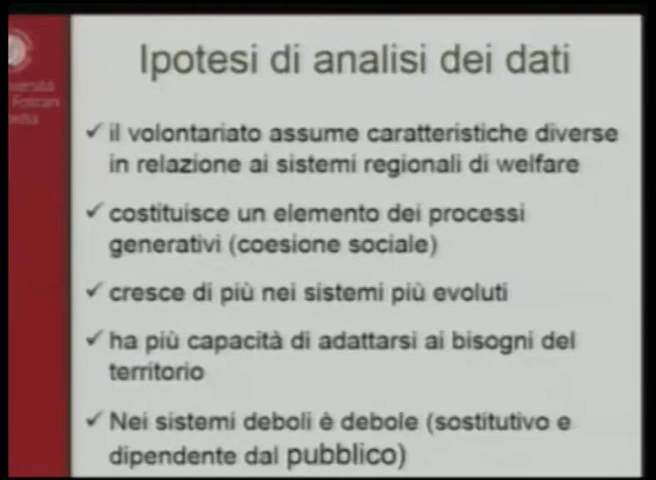 Ipotesi di analisi dei dati
✓ il volontariato assume caratteristiche diverse
in relazione ai sistemi regionali di welfare
✓ costituisce un elemento dei processi
generativi (coesione sociale)
✓ cresce di più nei sistemi più evoluti
✓ ha più capacità di adattarsi ai bisogni del
territorio
✓ Nei sistemi deboli è debole (sostitutivo e
dipendente dal pubblico)